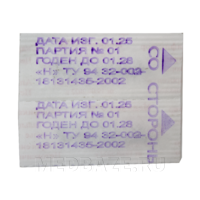 ДАТА ИЗГ. 01.26
ПАРТИЯ № 01
ГОДЕН ДО 01.28
«Н» ТУ 94 32-002-
18131436-2002
ДАТА ИЗГ. 01.26
ПАРТИЯ № 01
ГОДЕН ДО 01.28
«Н» ТУ 94 32-002-
18131436-2002
СО СТОРОНЫ